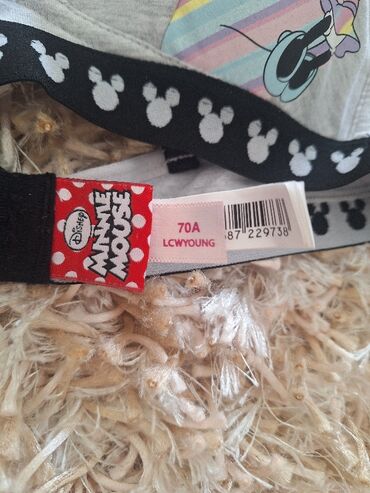 Disney
MINNIE
MOUSE
70A
LCWYOUNG
87 229738